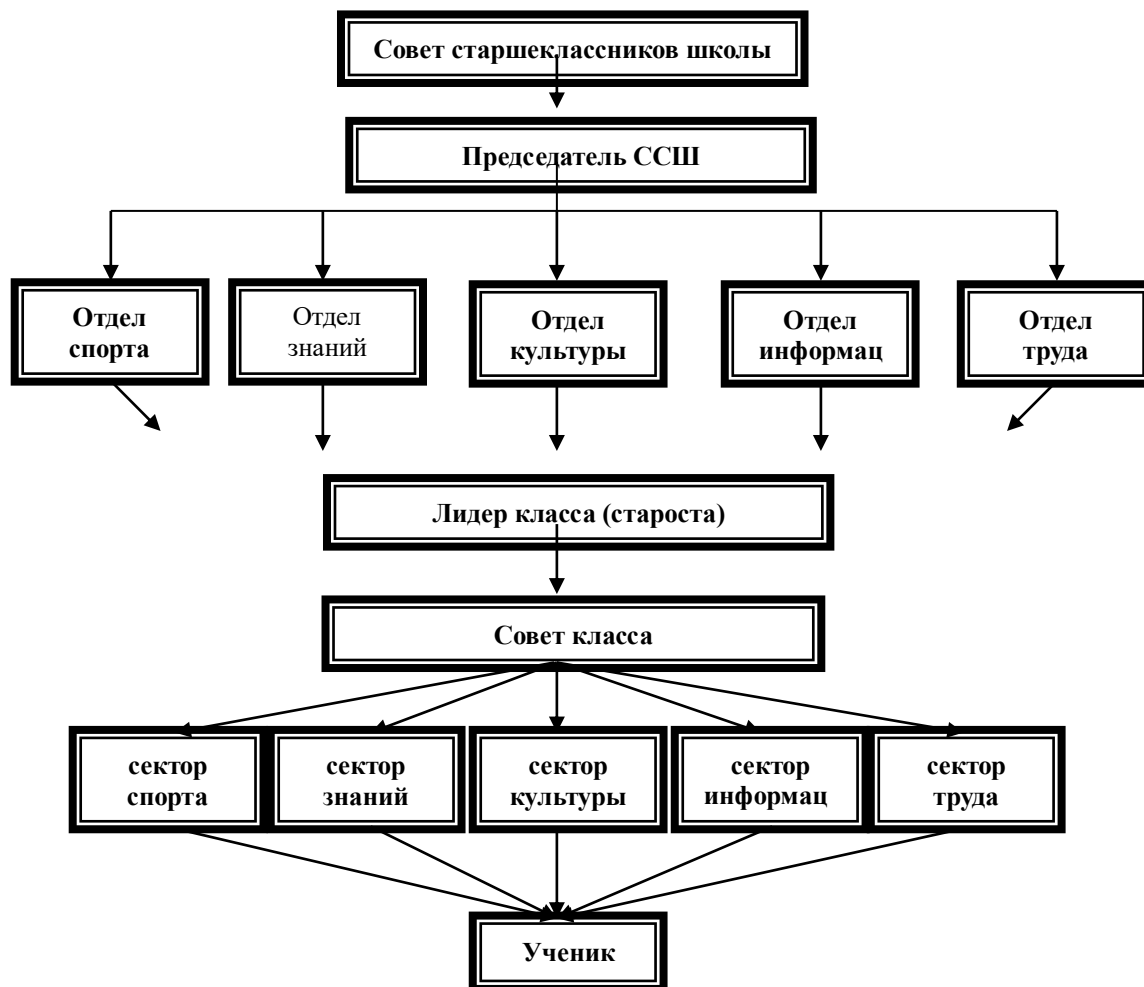 Совет старшеклассников школы
Председатель ССШ
Отдел
спорта
Отдел
знаний
Отдел
культуры
Отдел
информац
Отдел
труда
Лидер класса (староста)
Совет класса
сектор
спорта
сектор
знаний
сектор
культуры
сектор
информац
сектор
труда
Ученик